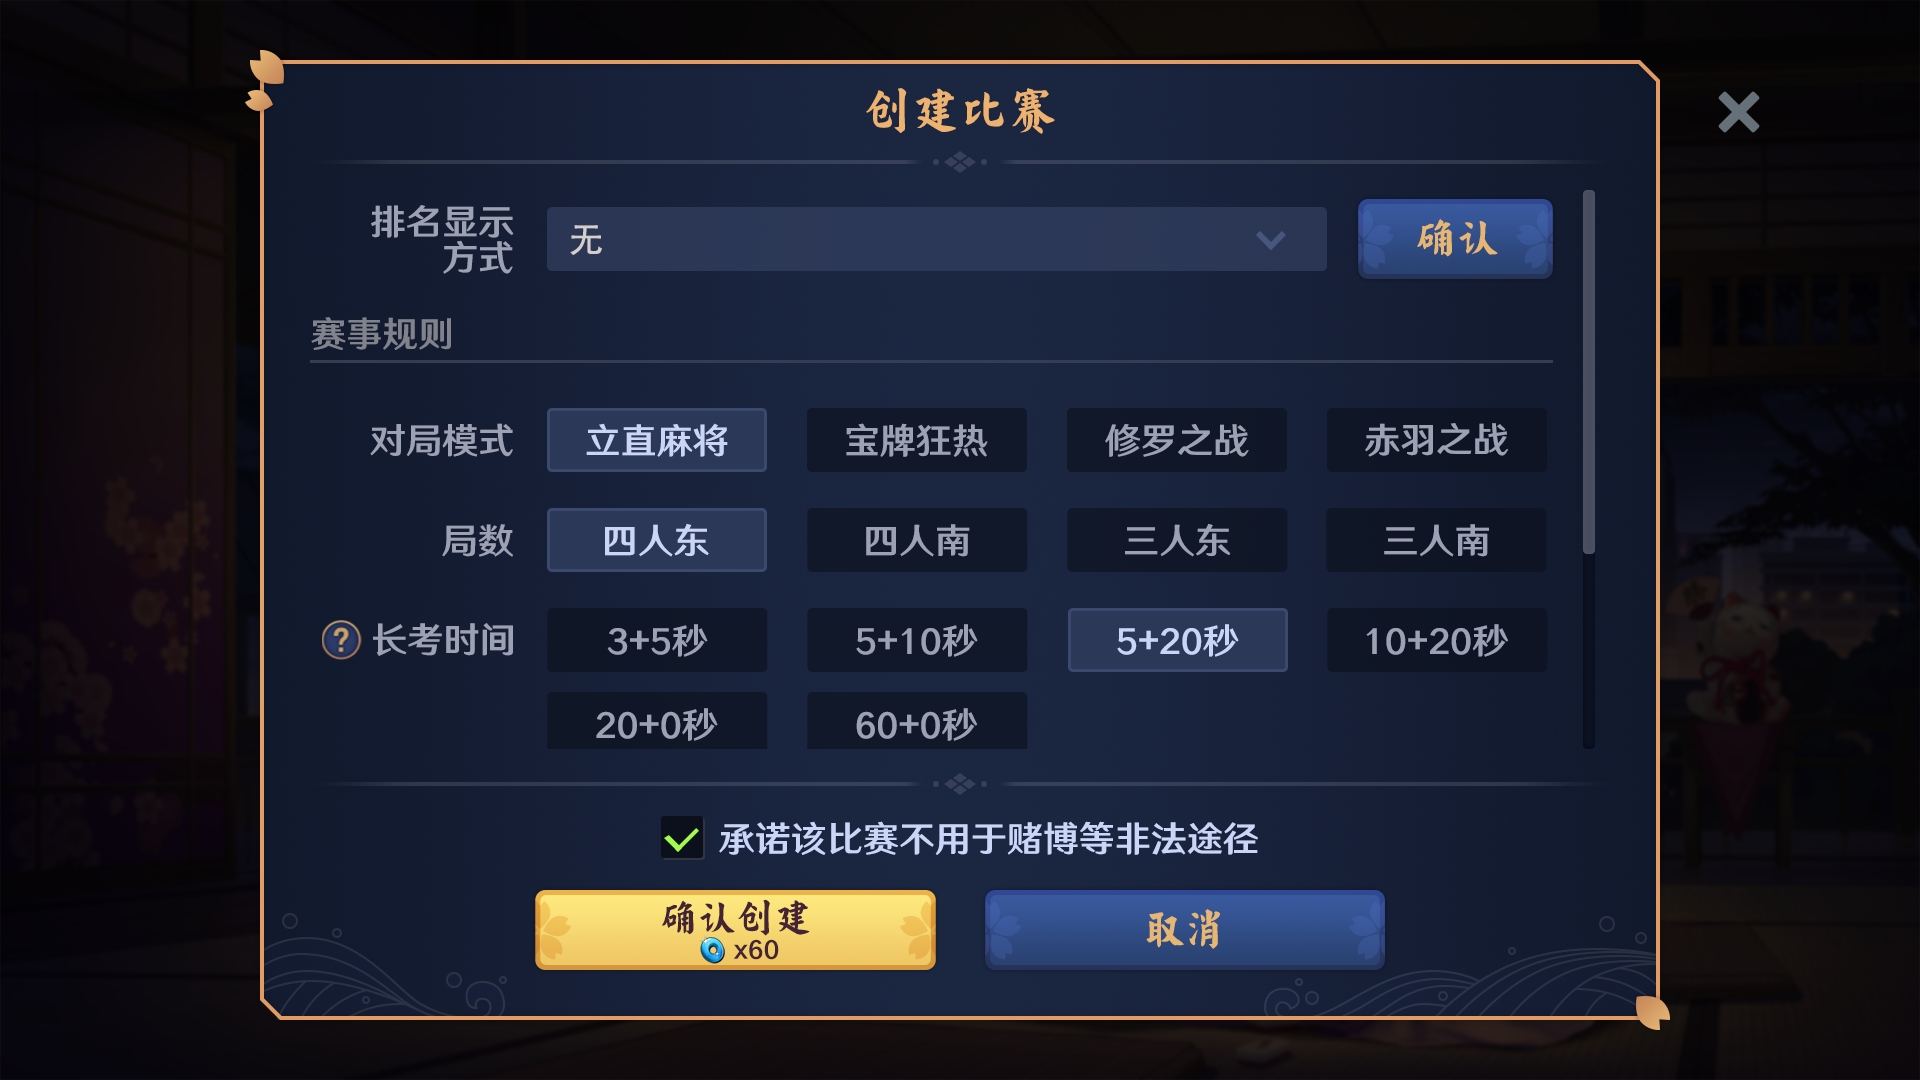 创建比赛
排名显示方式
无
确认
赛事规则
对局模式
立直麻将
宝牌狂热
修罗之战
赤羽之战
局数
四人东
四人南
三人东
三人南
? 长考时间
3+5秒
5+10秒
5+20秒
10+20秒
20+0秒
60+0秒
承诺该比赛不用于赌博等非法途径
确认创建
x60
取消